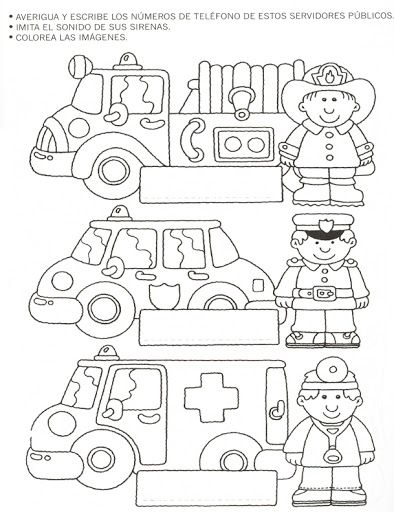 • AVERIGUA Y ESCRIBE LOS NÚMEROS DE TELÉFONO DE ESTOS SERVIDORES PÚBLICOS.
• IMITA EL SONIDO DE SUS SIRENAS.
• COLOREA LAS IMÁGENES.